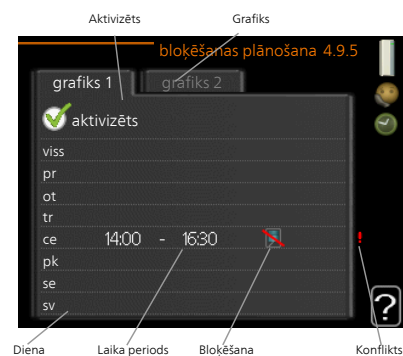 Aktivizēts Grafiks
bloķēšanas plānošana 4.9.5
grafiks 1 grafiks 2
aktivizēts
viss
pr
ot
tr
ce 14:00 - 16:30 !
pk
se
sv
?
Diena Laika periods Bloķēšana Konflikts